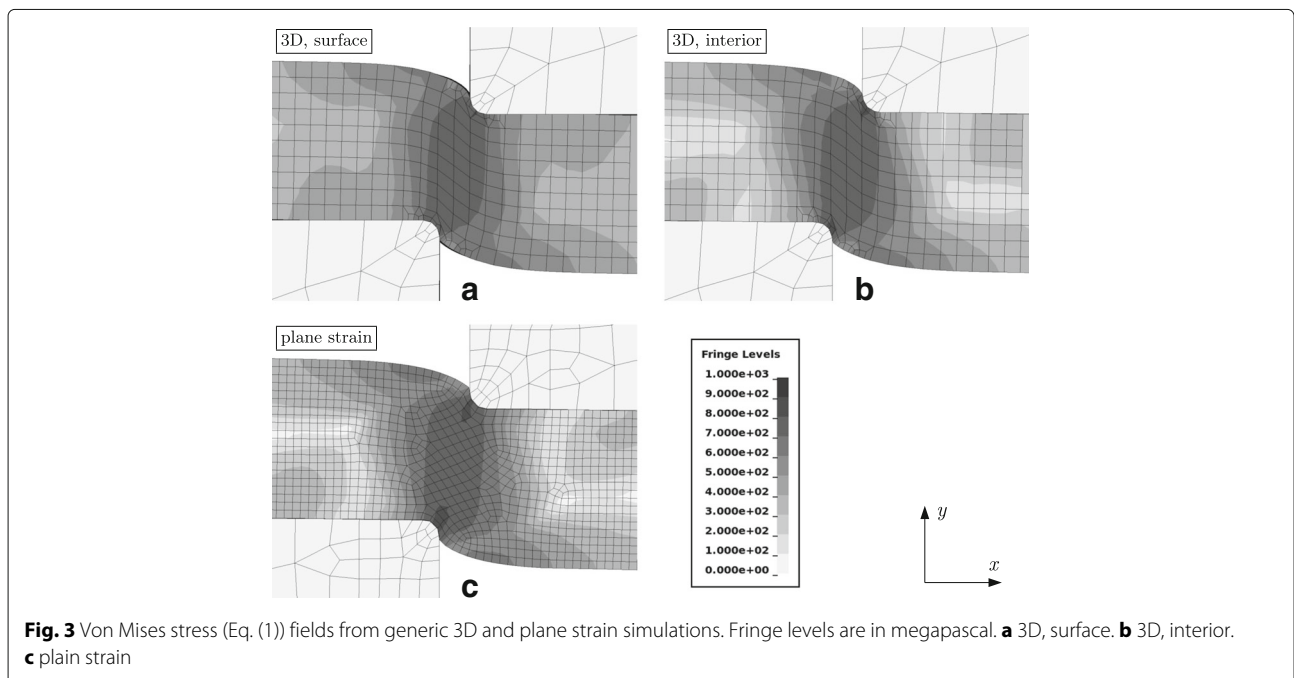 3D, surface
3D, interior
a
b
plane strain
c
Fringe Levels
1.000e+03
9.000e+02
8.000e+02
7.000e+02
6.000e+02
5.000e+02
4.000e+02
3.000e+02
2.000e+02
1.000e+02
0.000e+00
y
x
Fig. 3 Von Mises stress (Eq. (1)) fields from generic 3D and plane strain simulations. Fringe levels are in megapascal. a 3D, surface. b 3D, interior.
c plain strain